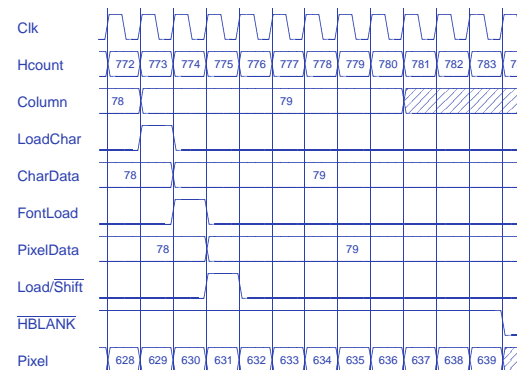 Clk
Hcount 772 773 774 775 776 777 778 779 780 781 782 783 7
Column 78 79
LoadChar
CharData 78 79
FontLoad
PixelData 78 79
Load/Shift
HBLANK
Pixel 628 629 630 631 632 633 634 635 636 637 638 639